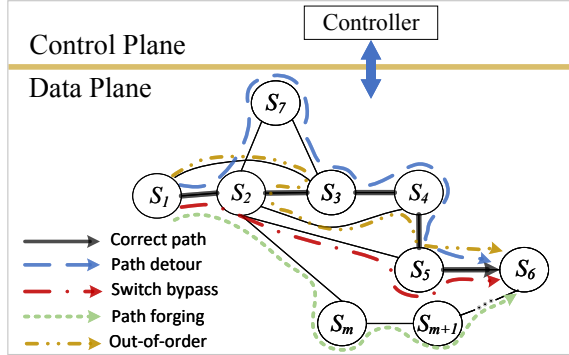 Controller
Control Plane
Data Plane
S7
S1
S2
S3
S4
S5
S6
Sm
Sm+1
Correct path
Path detour
Switch bypass
Path forging
Out-of-order